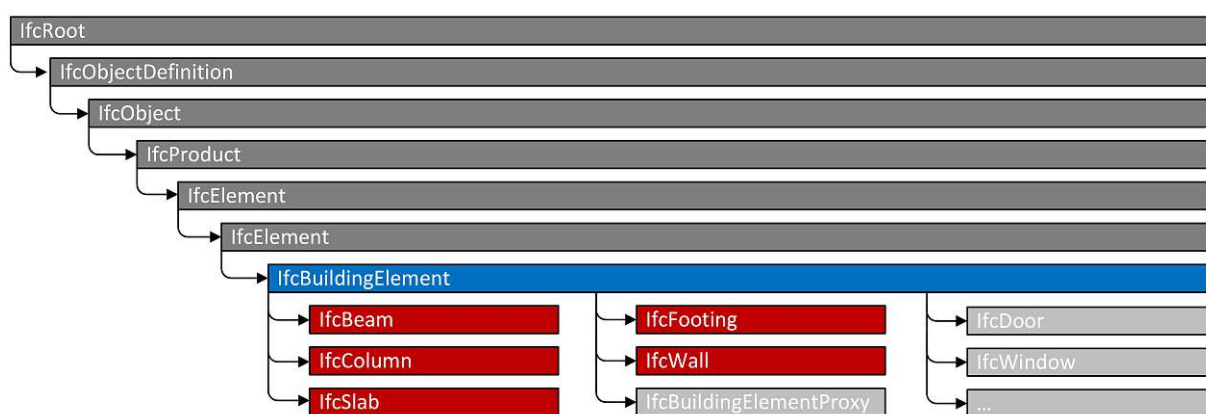 IfcRoot
IfcObjectDefinition
IfcObject
IfcProduct
IfcElement
IfcElement
IfcBuildingElement
IfcBeam
IfcFooting
IfcDoor
IfcColumn
IfcWall
IfcWindow
IfcSlab
IfcBuildingElementProxy
...